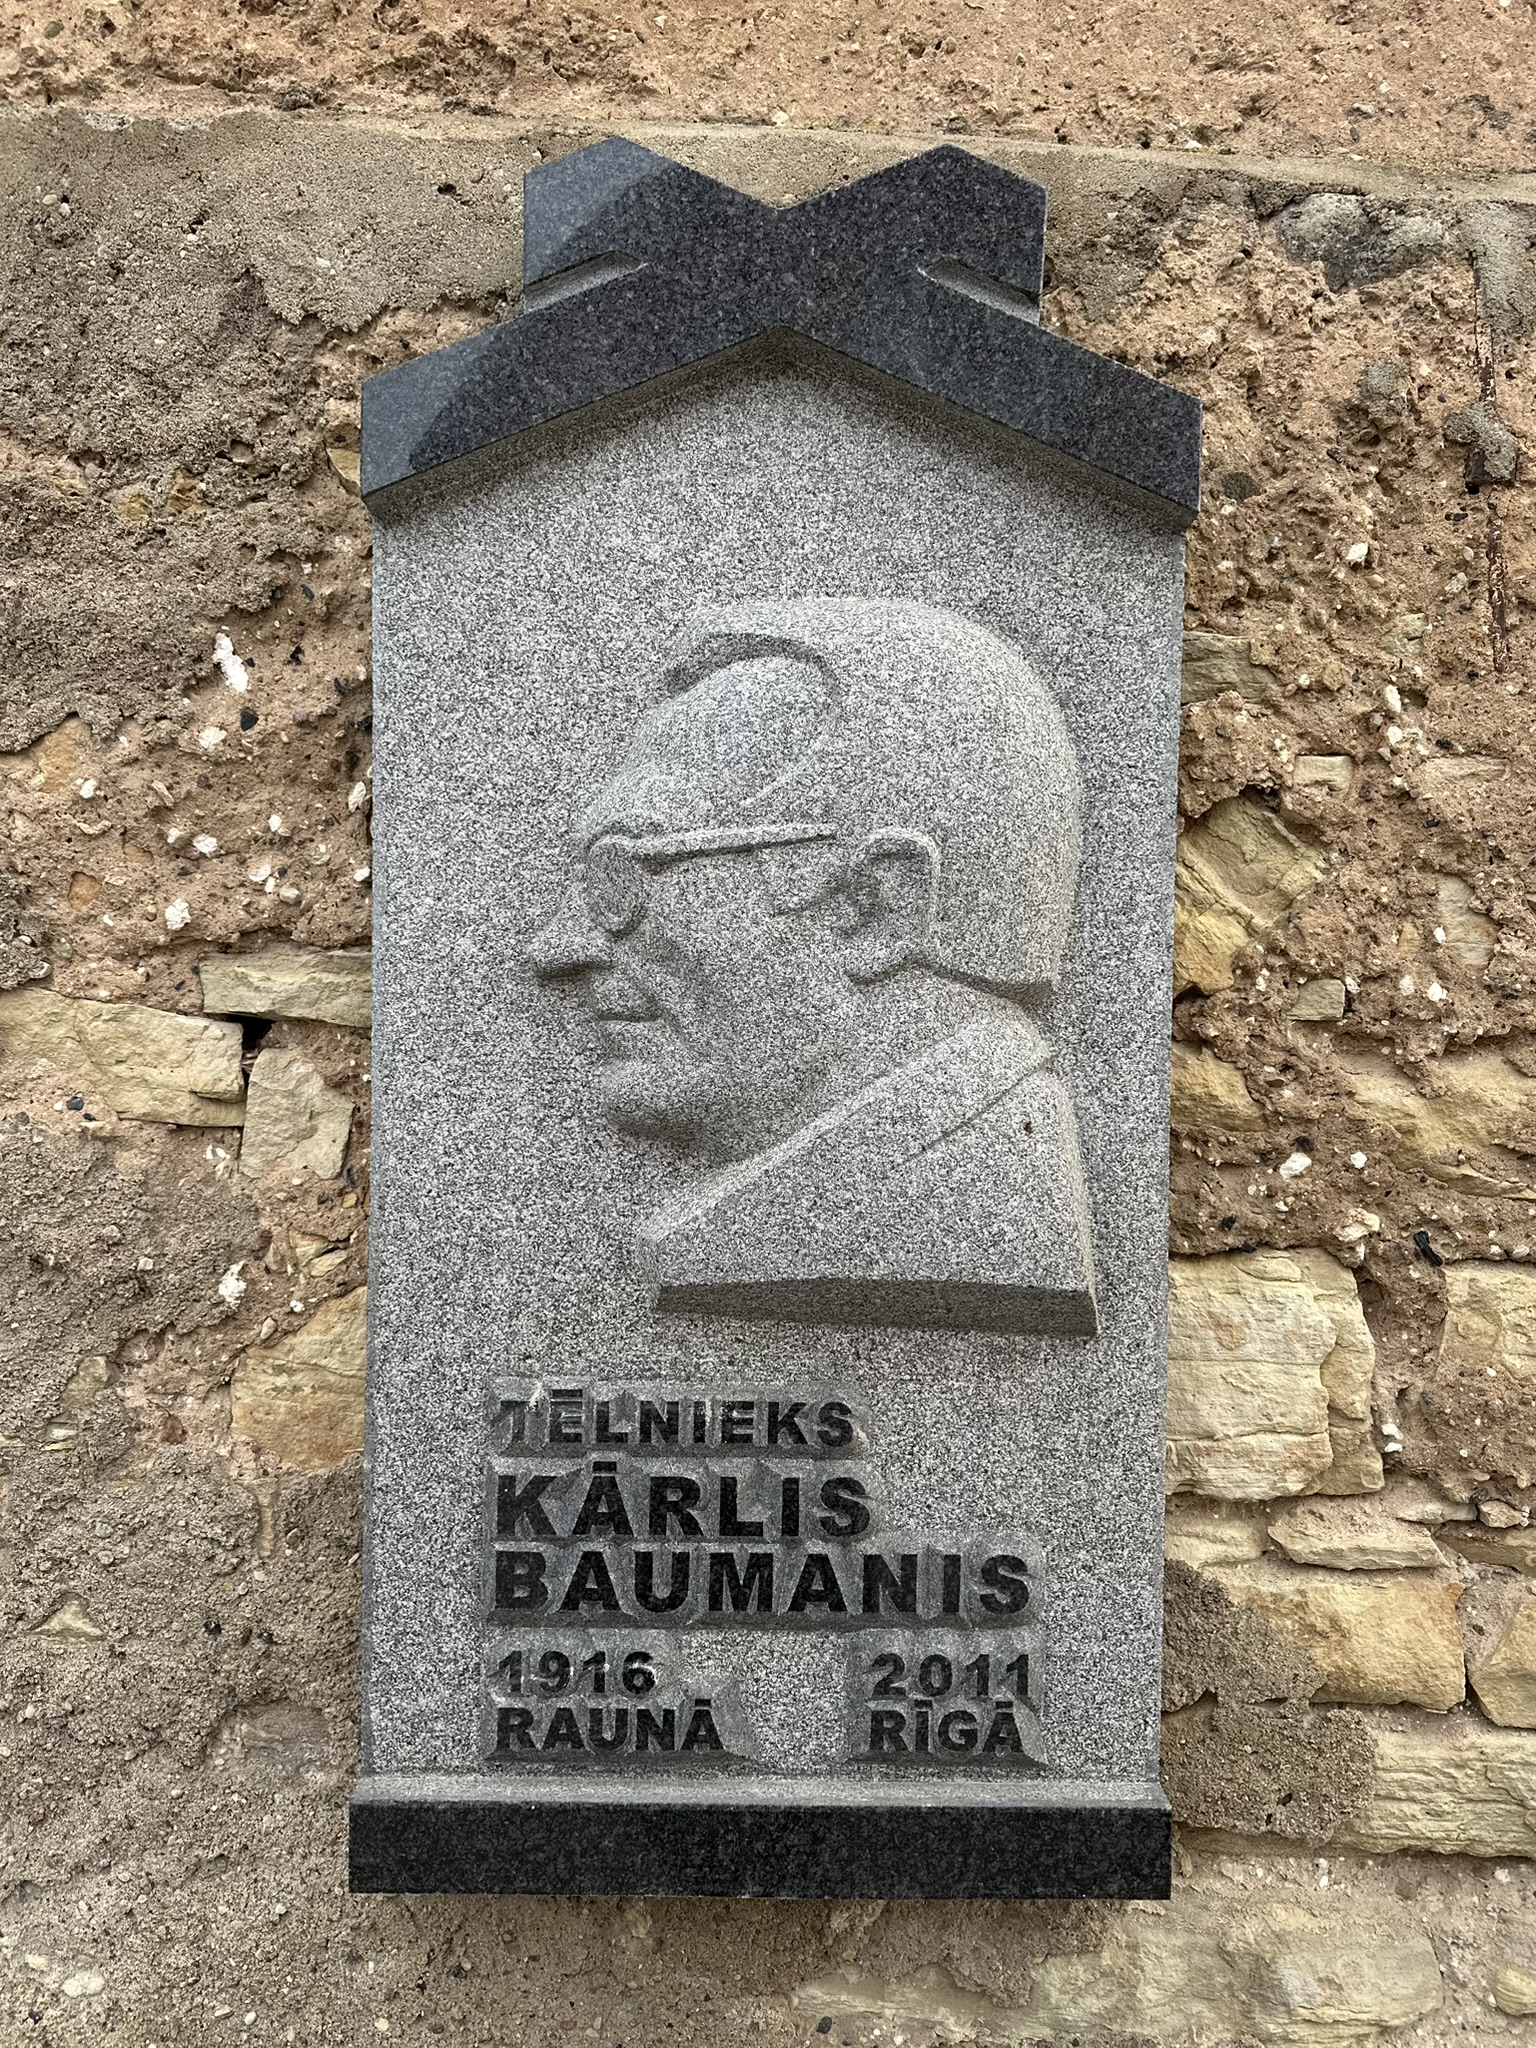 TĒLNIEKS
KĀRLIS
BAUMANIS
1916 2011
RAUNĀ RĪGĀ